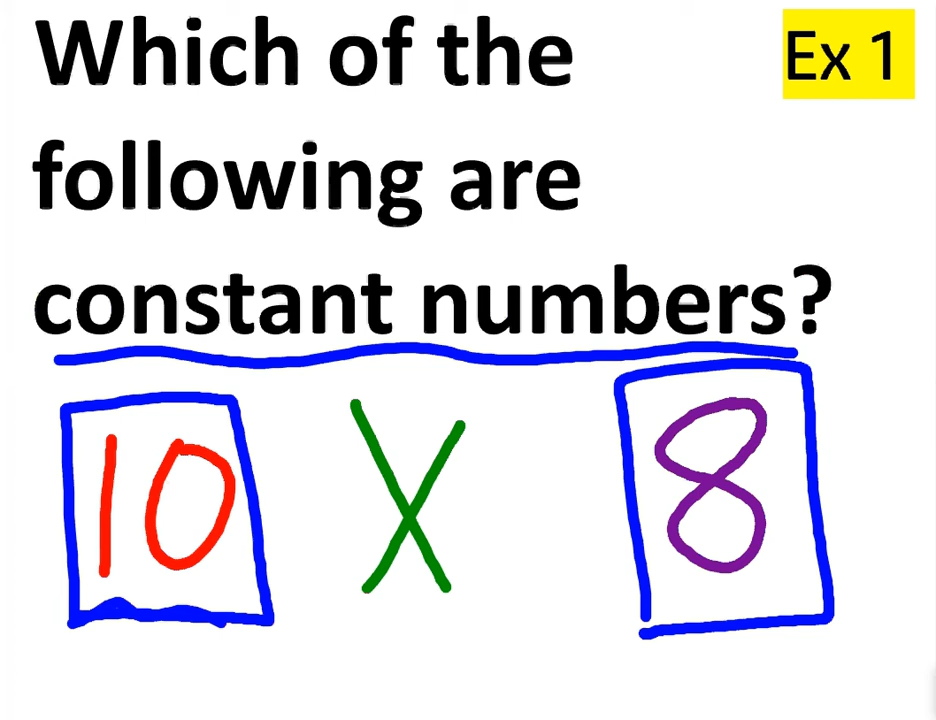 Which of the
Ex 1
following are
constant numbers?
10 X 8